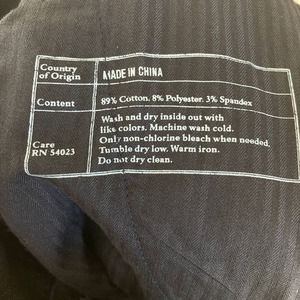 Country
of Origin
MADE IN CHINA
Content
89% Cotton. 8% Polyester. 3% Spandex
Care
RN 54023
Wash and dry inside out with
like colors. Machine wash cold.
Only non-chlorine bleach when needed.
Tumble dry low. Warm iron.
Do not dry clean.